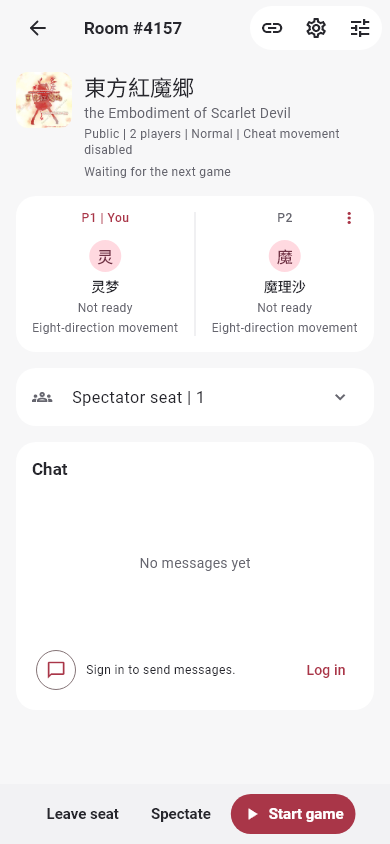 Room #4157
東方紅魔郷
the Embodiment of Scarlet Devil
Public | 2 players | Normal | Cheat movement
disabled
Waiting for the next game
P1 | You
灵
灵梦
Not ready
Eight-direction movement
P2
魔
魔理沙
Not ready
Eight-direction movement
Spectator seat | 1
Chat
No messages yet
Sign in to send messages.
Log in
Leave seat
Spectate
Start game